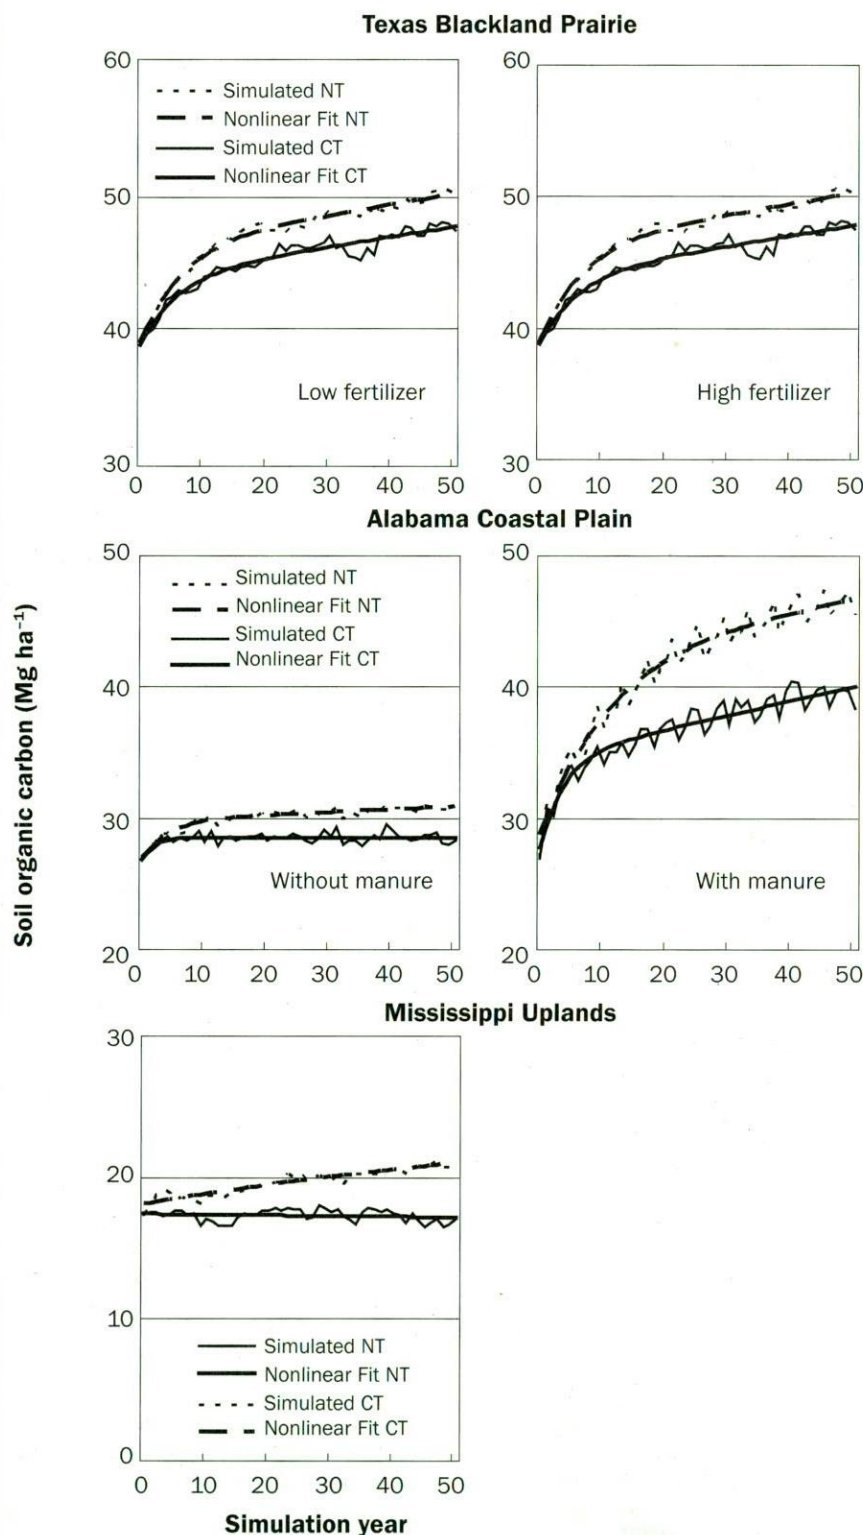 Texas Blackland Prairie
60
50
40
30
Simulated NT
Nonlinear Fit NT
Simulated CT
Nonlinear Fit CT
Low fertilizer
0 10 20 30 40 50
60
50
40
30
High fertilizer
0 10 20 30 40 50
Alabama Coastal Plain
Soil organic carbon (Mg ha⁻¹)
50
40
30
20
Simulated NT
Nonlinear Fit NT
Simulated CT
Nonlinear Fit CT
Without manure
0 10 20 30 40 50
50
40
30
20
With manure
0 10 20 30 40 50
Mississippi Uplands
30
20
10
0
Simulated NT
Nonlinear Fit NT
Simulated CT
Nonlinear Fit CT
0 10 20 30 40 50
Simulation year